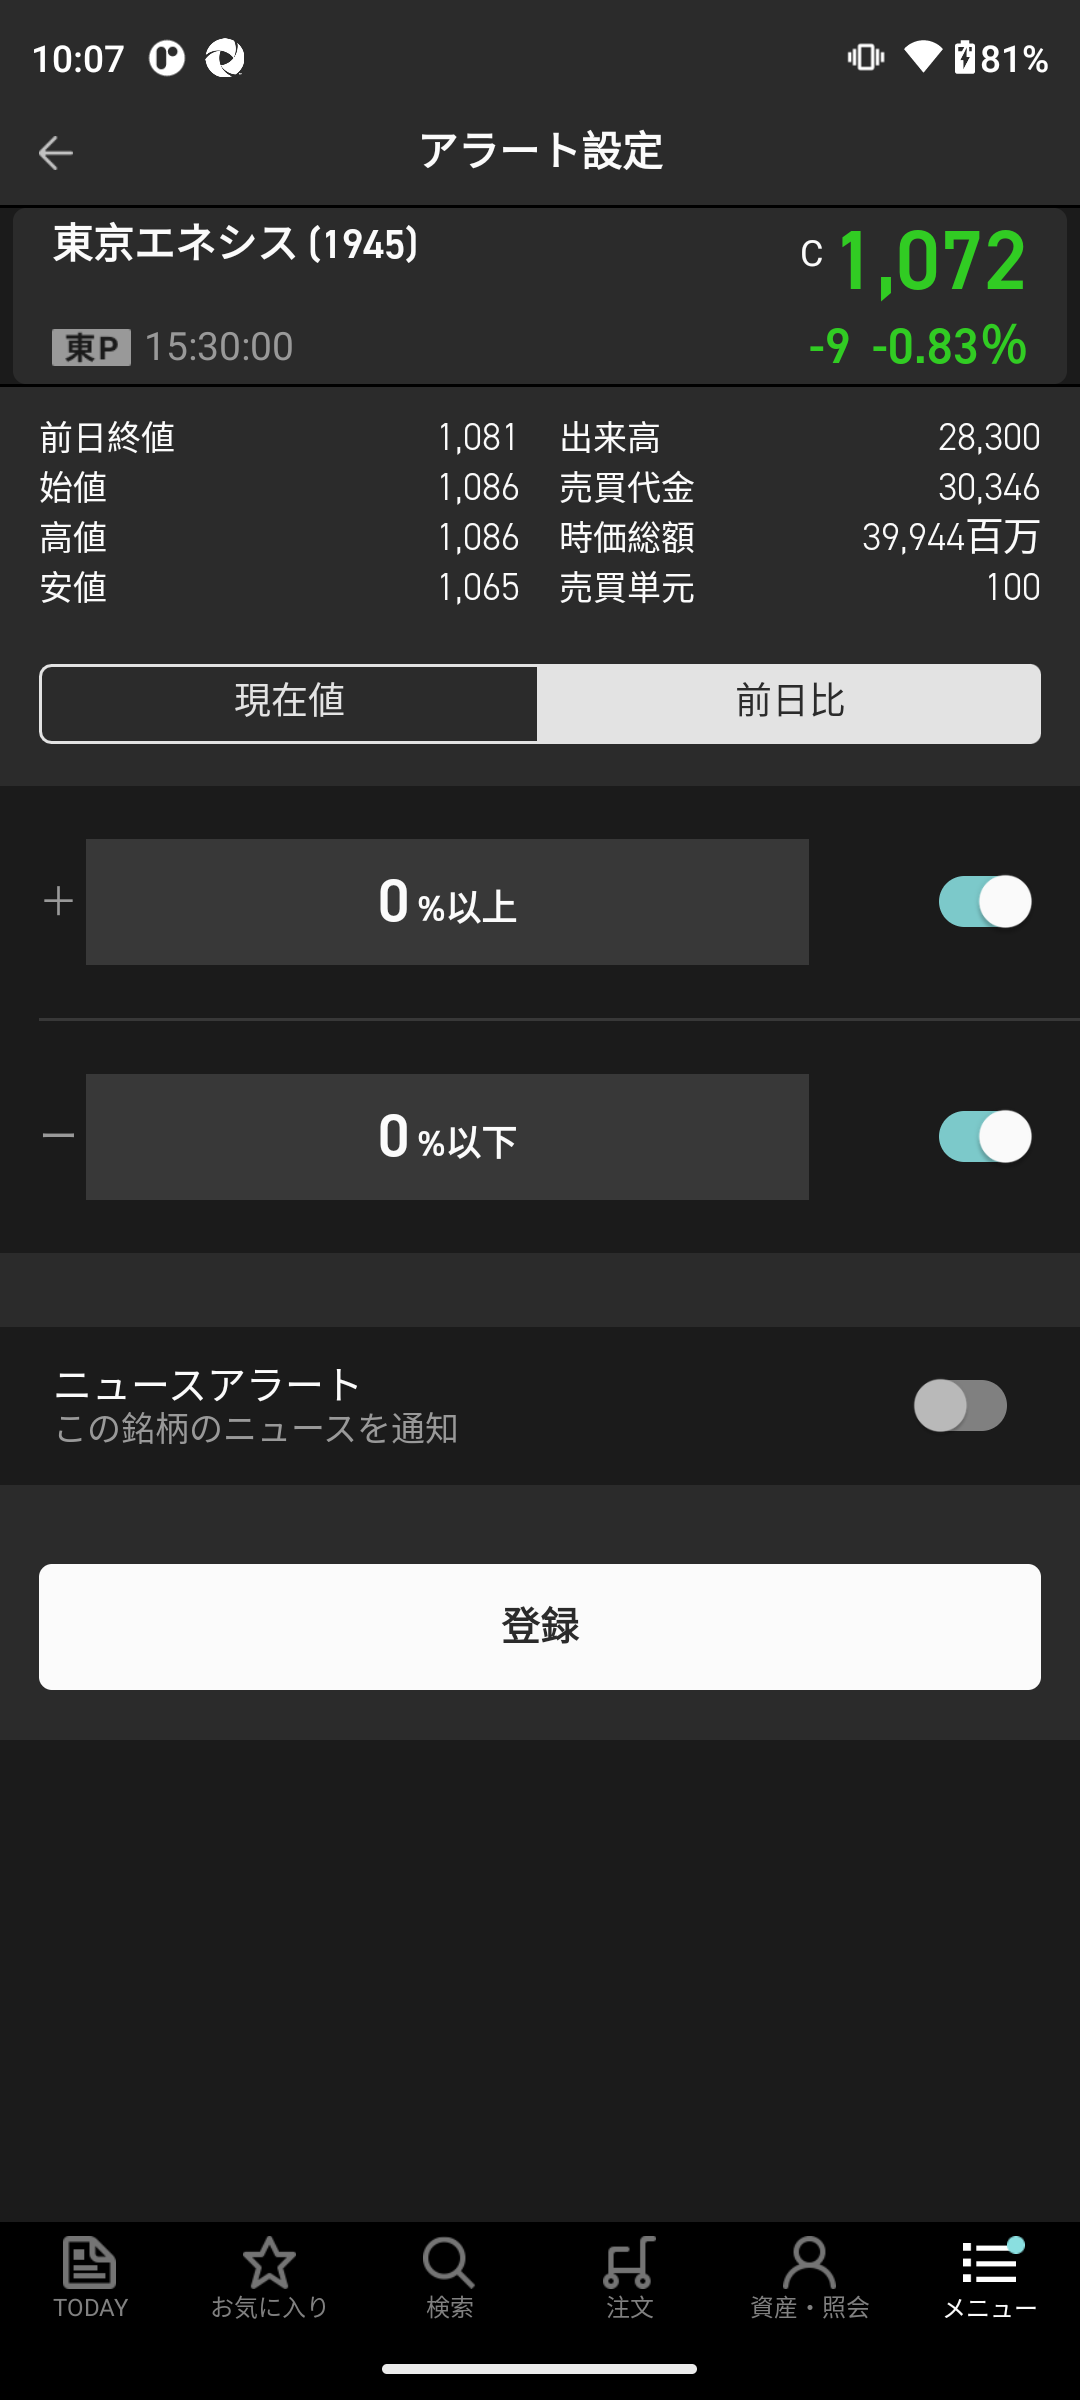 10:07
81%
アラート設定
東京エネシス (1945)
C 1,072
東P 15:30:00
-9 -0.83%
前日終値 1,081 出来高 28,300
始値 1,086 売買代金 30,346
高値 1,086 時価総額 39,944百万
安値 1,065 売買単元 100
現在値 前日比
+ 0 %以上
- 0 %以下
ニュースアラート
この銘柄のニュースを通知
登録
TODAY お気に入り 検索 注文 資産・照会 メニュー